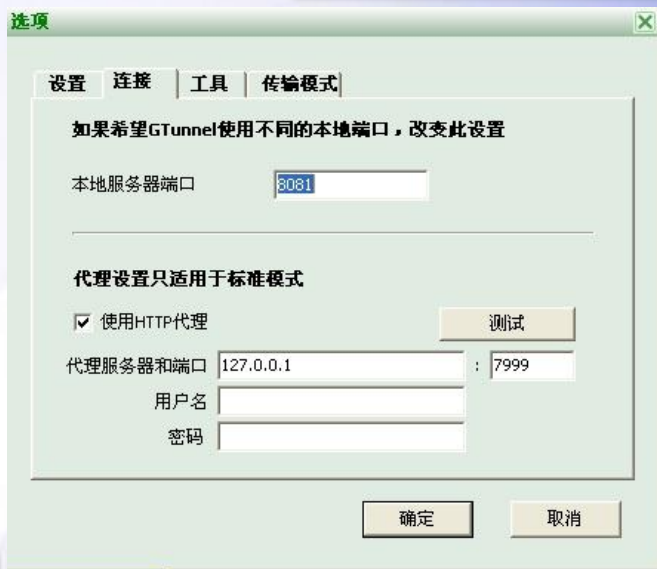 选项
设置 连接 工具 传输模式
如果希望GTunnel使用不同的本地端口，改变此设置
本地服务器端口 8081
代理设置只适用于标准模式
使用HTTP代理 测试
代理服务器和端口 127.0.0.1 : 7999
用户名
密码
确定 取消